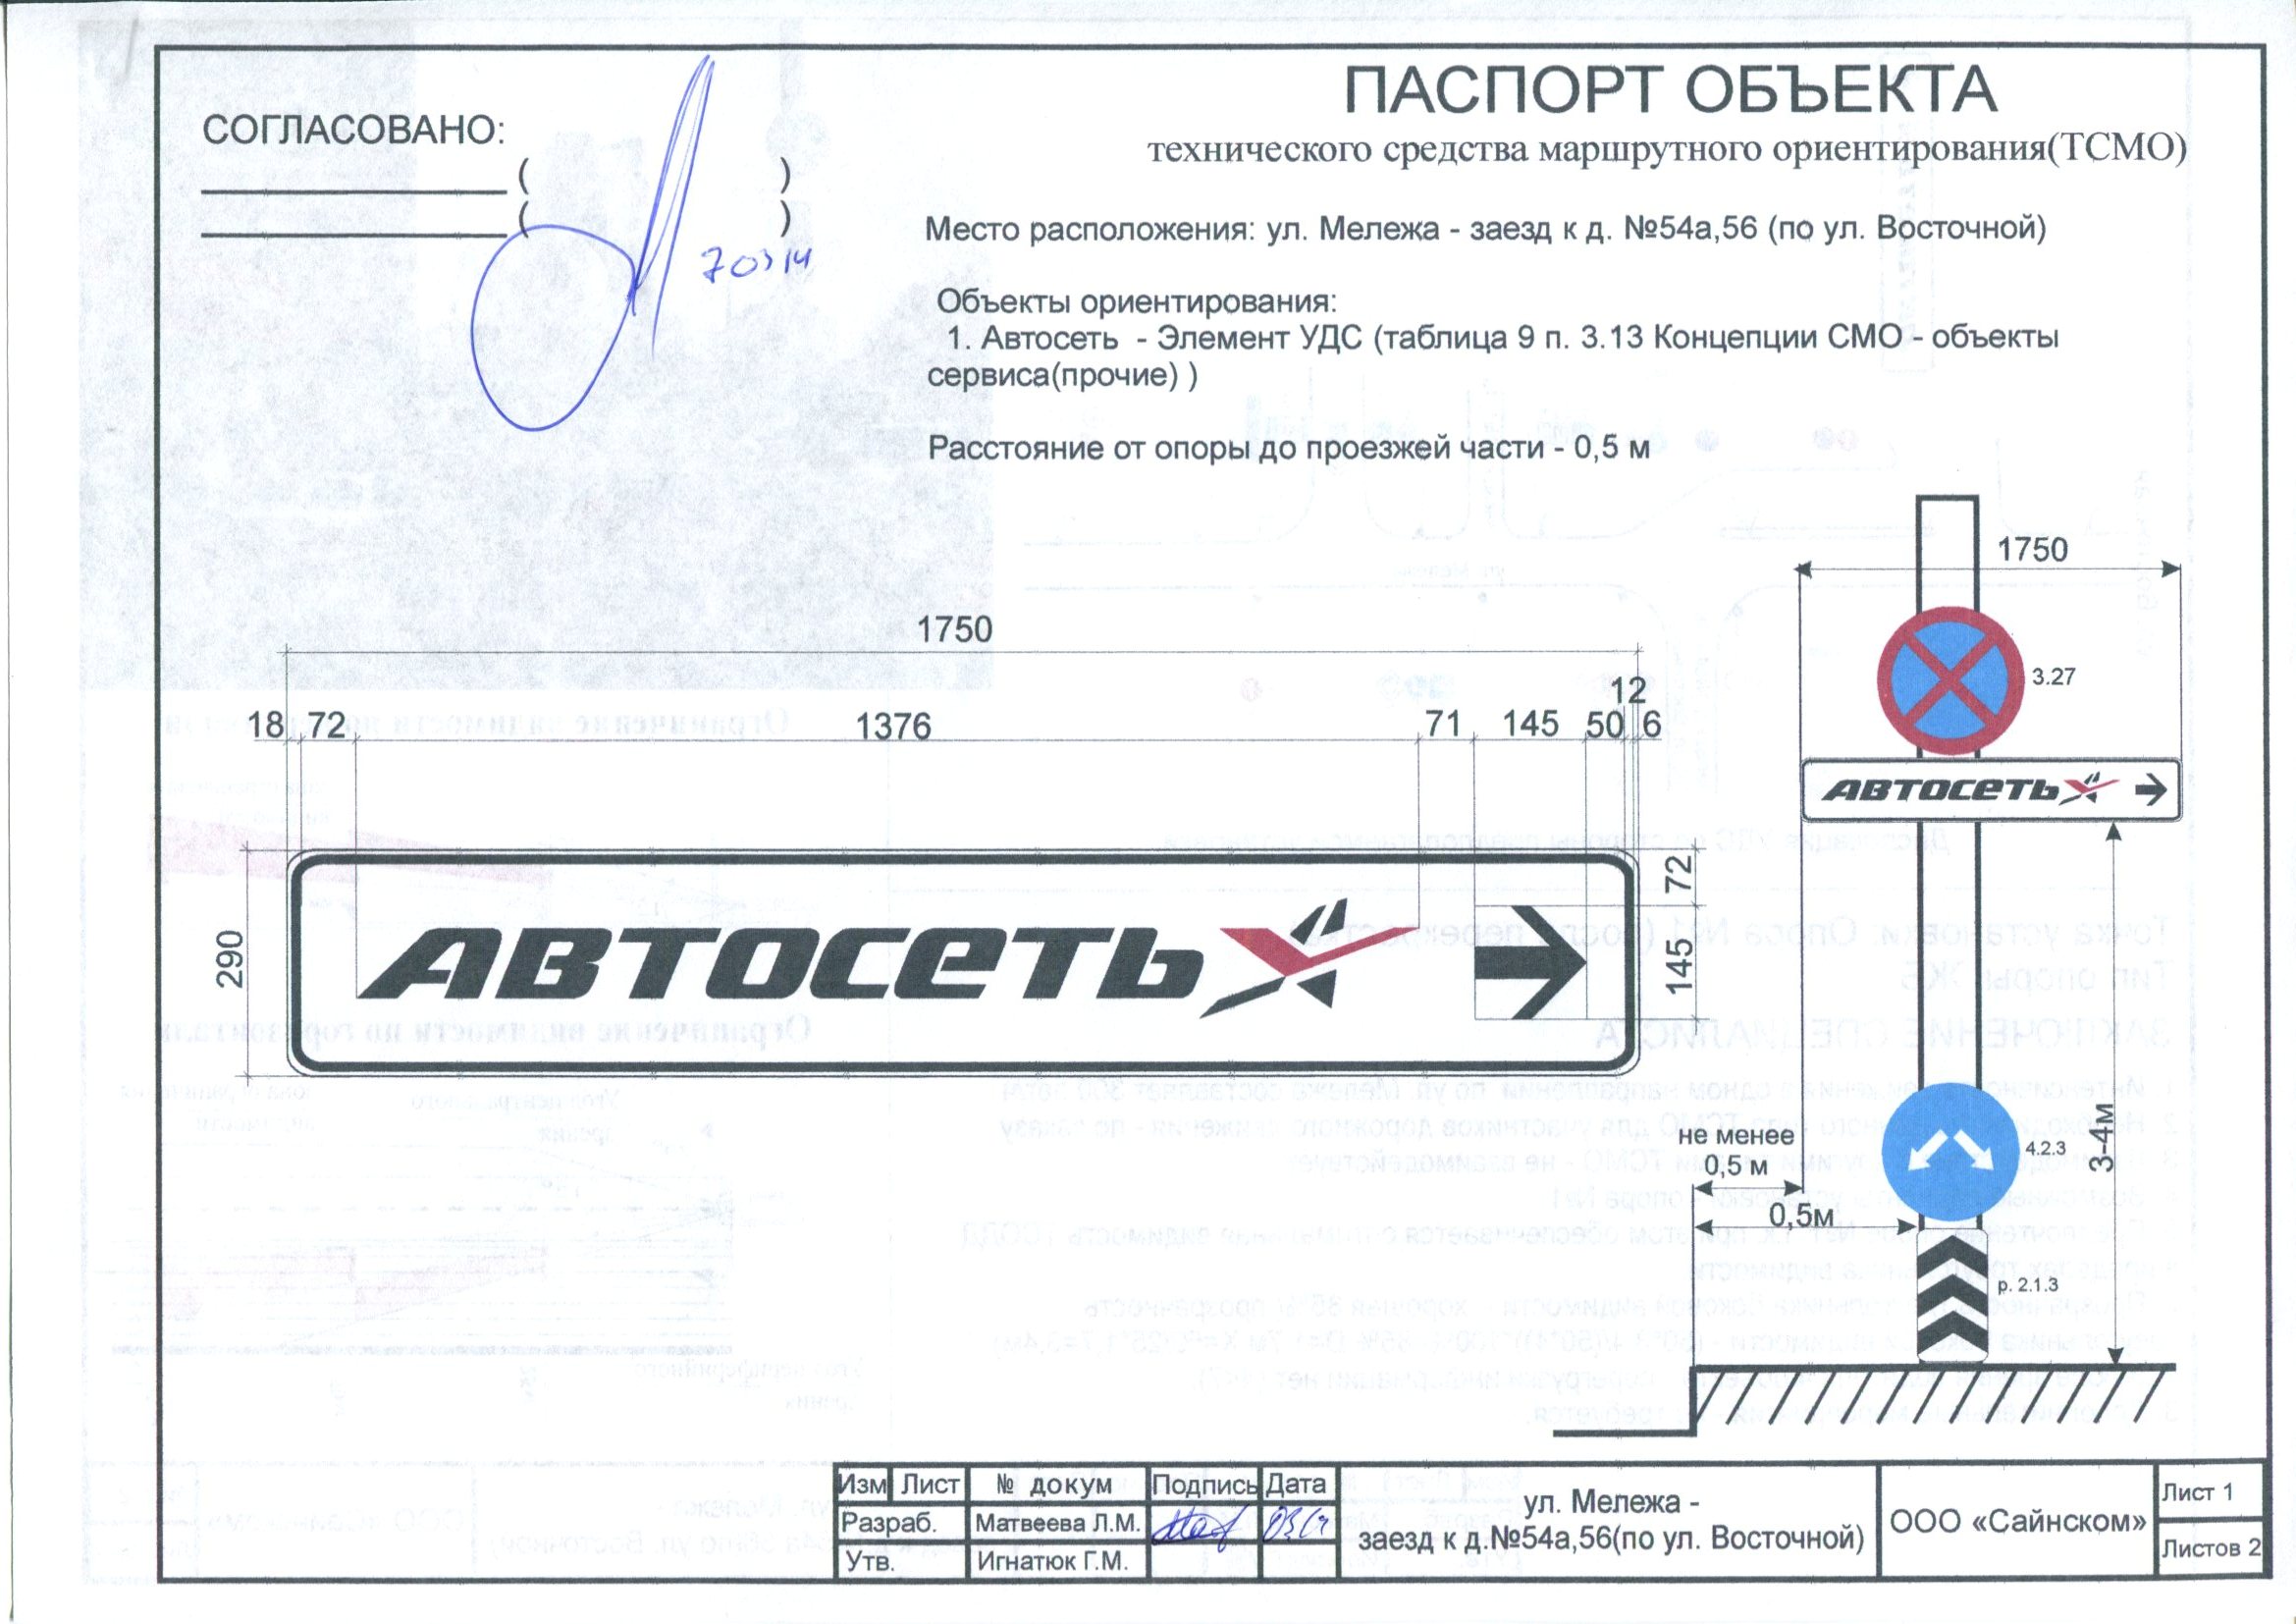 ПАСПОРТ ОБЪЕКТА
технического средства маршрутного ориентирования(ТСМО)
СОГЛАСОВАНО:
( )
( )
70314
Место расположения: ул. Мележа - заезд к д. №54а,56 (по ул. Восточной)
Объекты ориентирования:
1. Автосеть - Элемент УДС (таблица 9 п. 3.13 Концепции СМО - объекты
сервиса(прочие) )
Расстояние от опоры до проезжей части - 0,5 м
1750
1750
3.27
18 72 1376 71 145 50 12 6
АВТОСЕТЬ
290
АВТОСЕТЬ
72
145
не менее
0,5 м
0,5м
4.2.3
3-4м
р. 2.1.3
Изм Лист № докум Подпись Дата
Разраб. Матвеева Л.М.
Утв. Игнатюк Г.М.
ул. Мележа -
заезд к д.№54а,56(по ул. Восточной)
ООО «Сайнском»
Лист 1
Листов 2